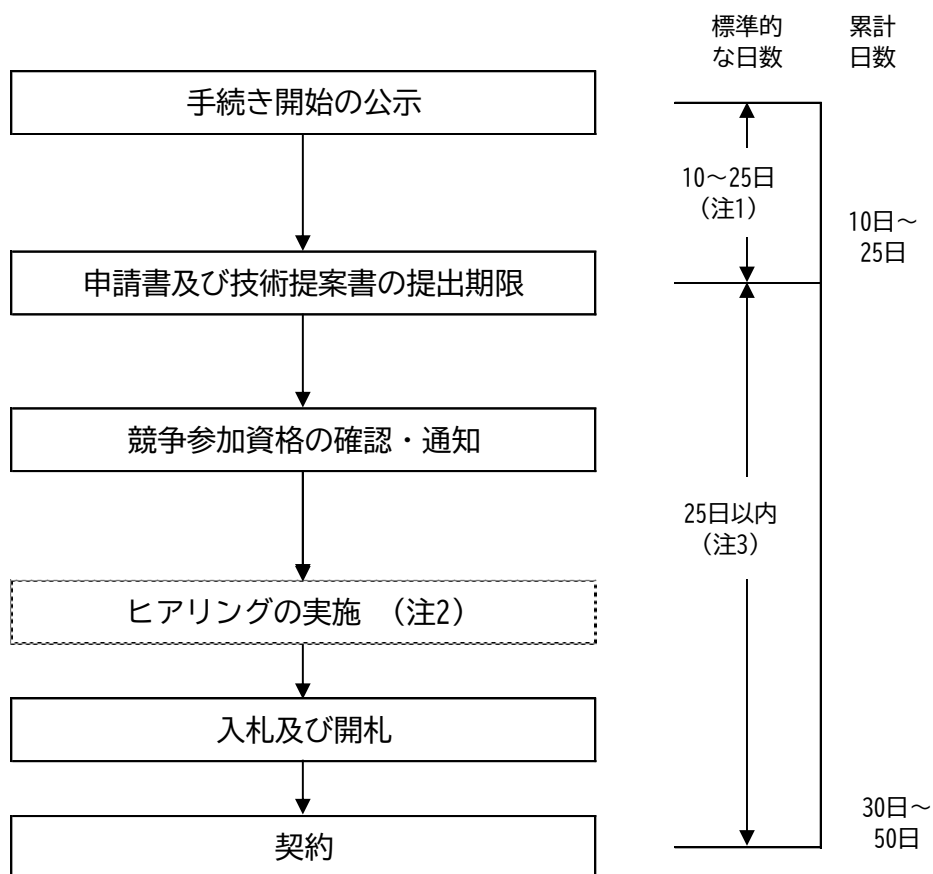 標準的
な日数
累計
日数
手続き開始の公示
10～25日
（注1）
10日～
25日
申請書及び技術提案書の提出期限
競争参加資格の確認・通知
25日以内
（注3）
ヒアリングの実施　（注2）
入札及び開札
30日～
50日
契約